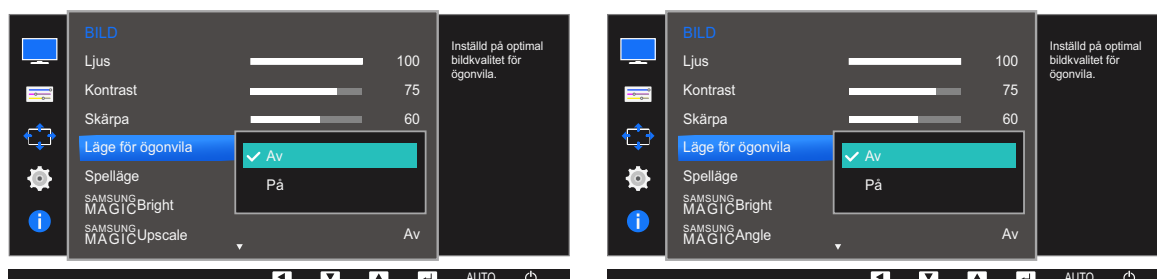 BILD
Ljus 100
Kontrast 75
Skärpa 60
Läge för ögonvila
Av
Spelläge
På
SAMSUNG
MAGIC Bright
SAMSUNG
MAGIC Upscale Av
Inställd på optimal
bildkvalitet för
ögonvila.
AUTO
BILD
Ljus 100
Kontrast 75
Skärpa 60
Läge för ögonvila
Av
Spelläge
På
SAMSUNG
MAGIC Bright
SAMSUNG
MAGIC Angle Av
Inställd på optimal
bildkvalitet för
ögonvila.
AUTO